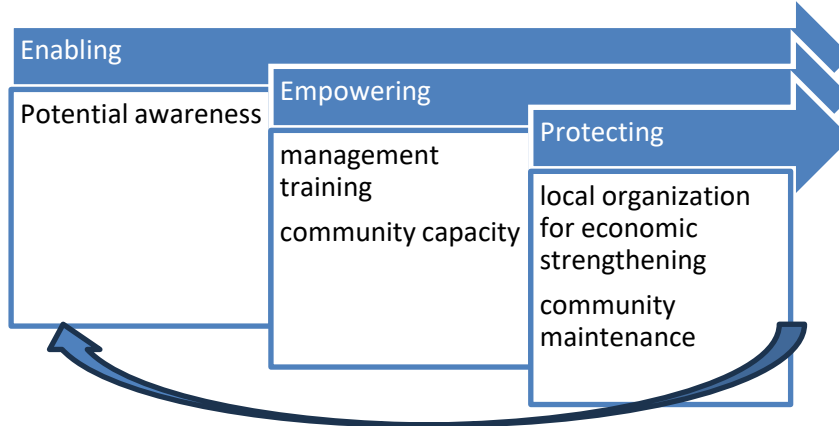 Enabling
Potential awareness
Empowering
management
training
community capacity
Protecting
local organization
for economic
strengthening
community
maintenance